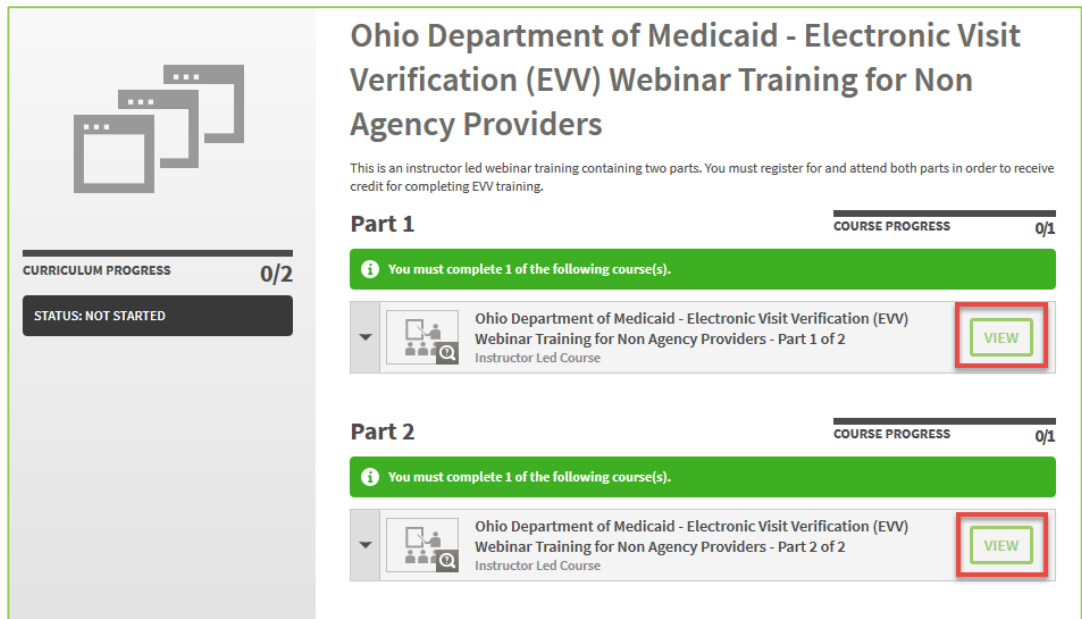 Ohio Department of Medicaid - Electronic Visit
Verification (EVV) Webinar Training for Non
Agency Providers
This is an instructor led webinar training containing two parts. You must register for and attend both parts in order to receive
credit for completing EVV training.
CURRICULUM PROGRESS 0/2
STATUS: NOT STARTED
Part 1
COURSE PROGRESS 0/1
You must complete 1 of the following course(s).
Ohio Department of Medicaid - Electronic Visit Verification (EVV)
Webinar Training for Non Agency Providers - Part 1 of 2
Instructor Led Course
VIEW
Part 2
COURSE PROGRESS 0/1
You must complete 1 of the following course(s).
Ohio Department of Medicaid - Electronic Visit Verification (EVV)
Webinar Training for Non Agency Providers - Part 2 of 2
Instructor Led Course
VIEW